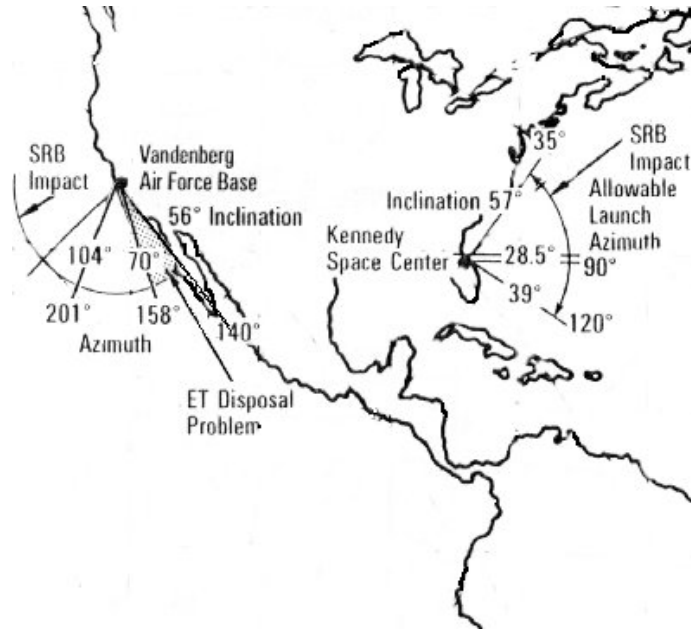 SRB
Impact
Vandenberg
Air Force Base
56° Inclination
104°
70°
201°
158°
Azimuth
140°
ET Disposal
Problem
35°
SRB
Impact
Allowable
Launch
Azimuth
Inclination 57°
Kennedy
Space Center
28.5°
90°
39°
120°